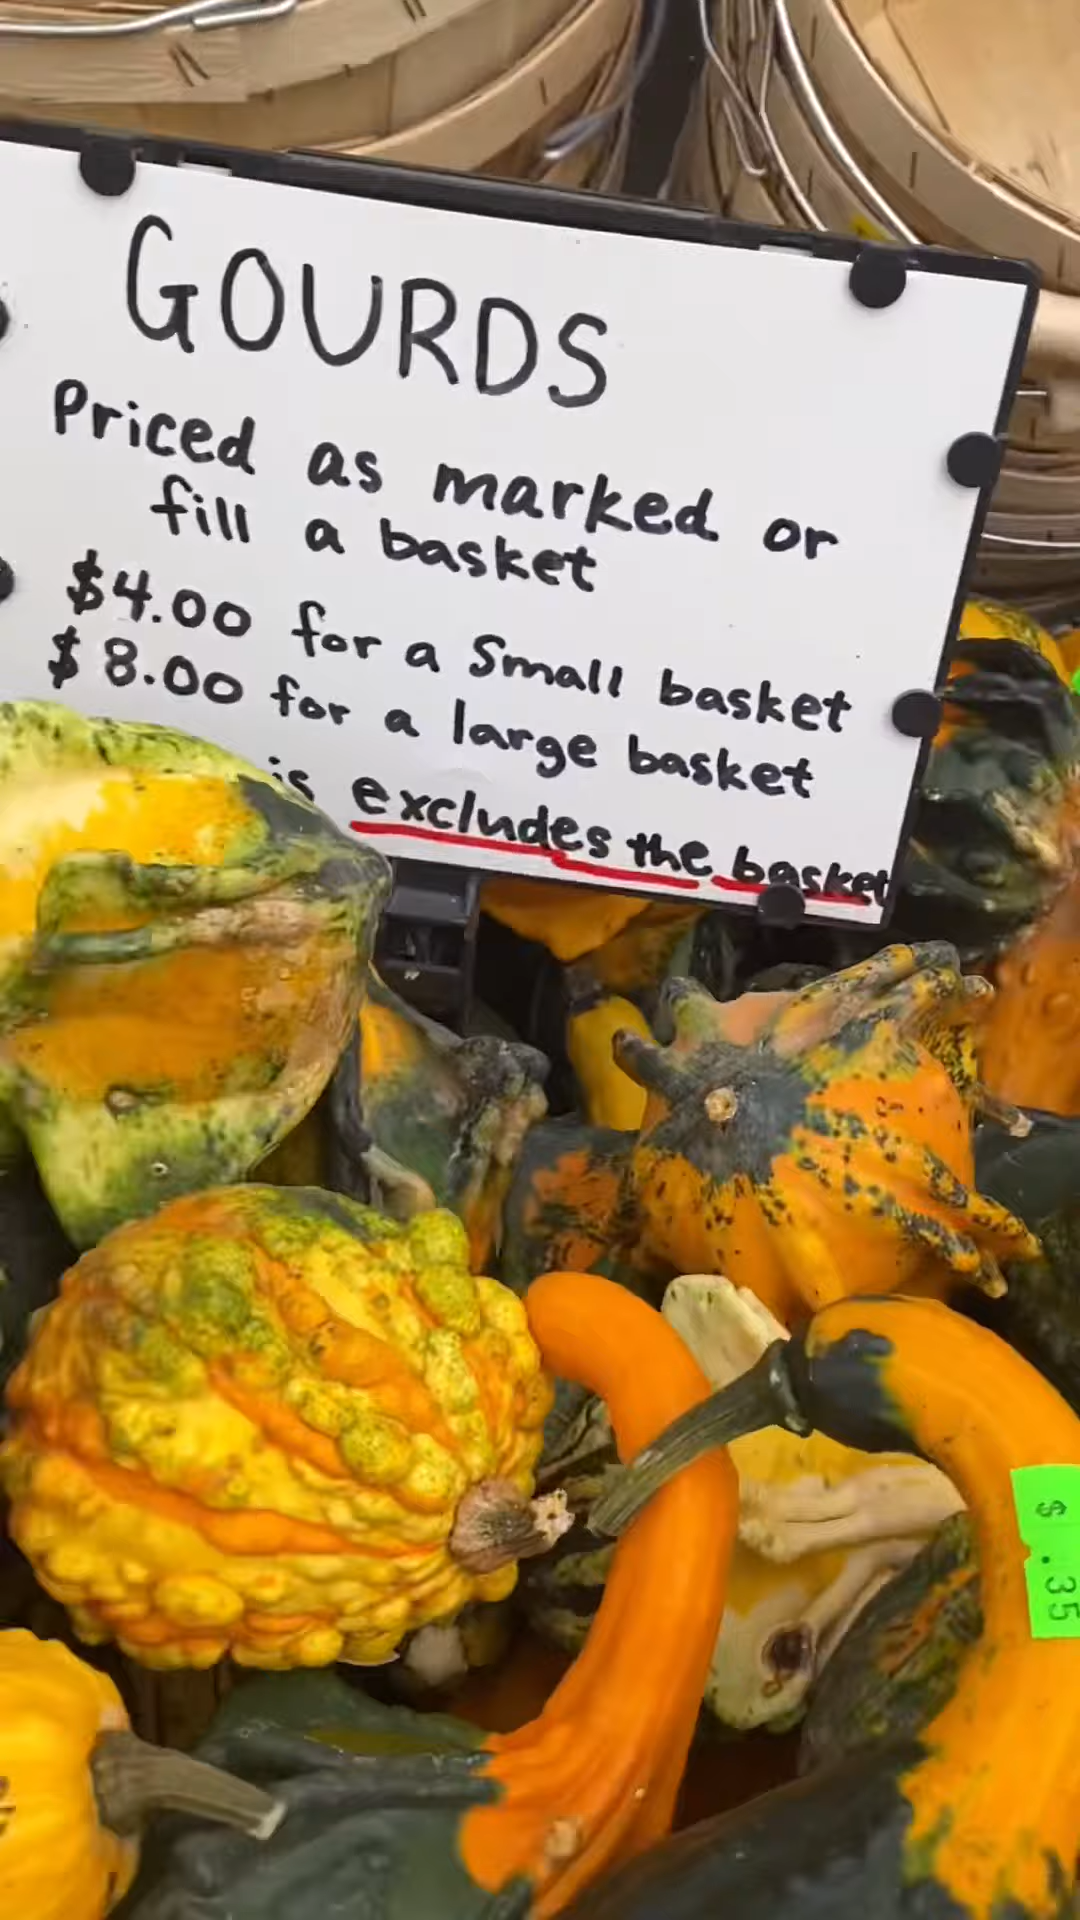 GOURDS
Priced as marked or
fill a basket
$4.00 for a Small basket
$8.00 for a large basket
is excludes the basket
$
.35